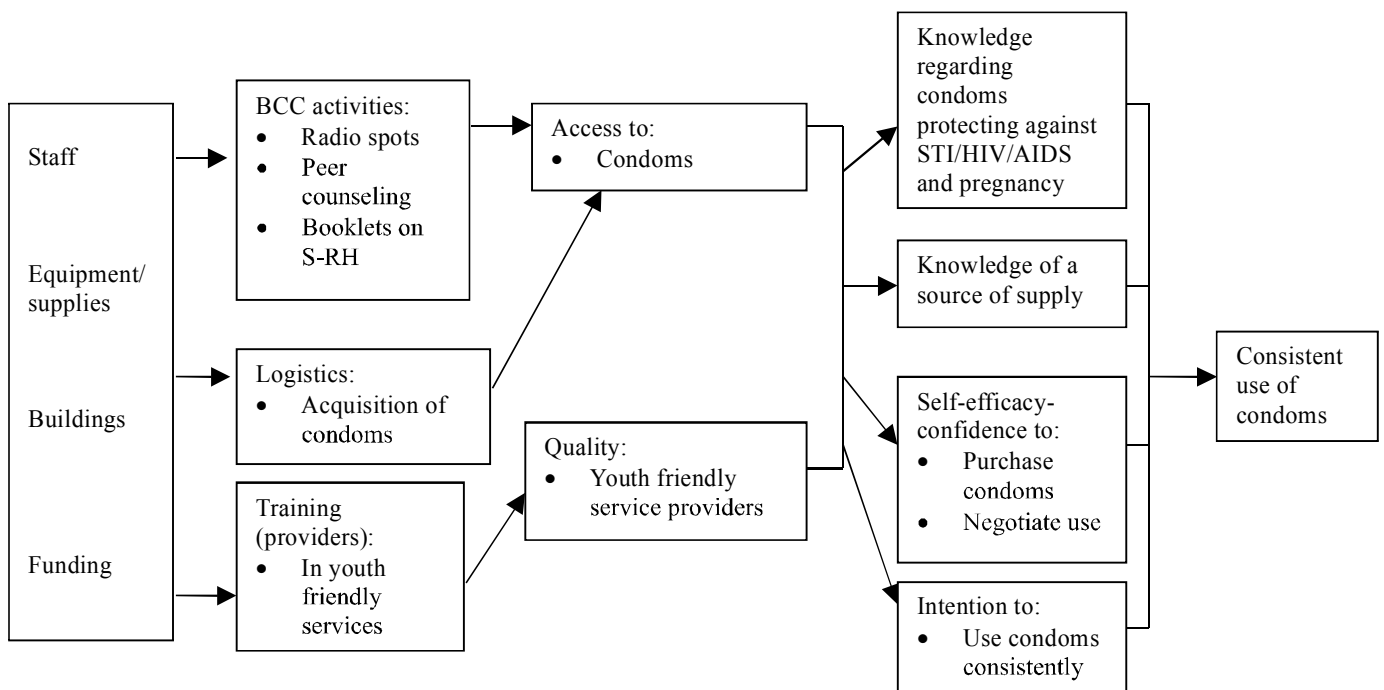 Staff
Equipment/
supplies
Buildings
Funding
BCC activities:
• Radio spots
• Peer
counseling
• Booklets on
S-RH
Logistics:
• Acquisition of
condoms
Training
(providers):
• In youth
friendly
services
Access to:
• Condoms
Quality:
• Youth friendly
service providers
Knowledge
regarding
condoms
protecting against
STI/HIV/AIDS
and pregnancy
Knowledge of a
source of supply
Self-efficacy-
confidence to:
• Purchase
condoms
• Negotiate use
Intention to:
• Use condoms
consistently
Consistent
use of
condoms